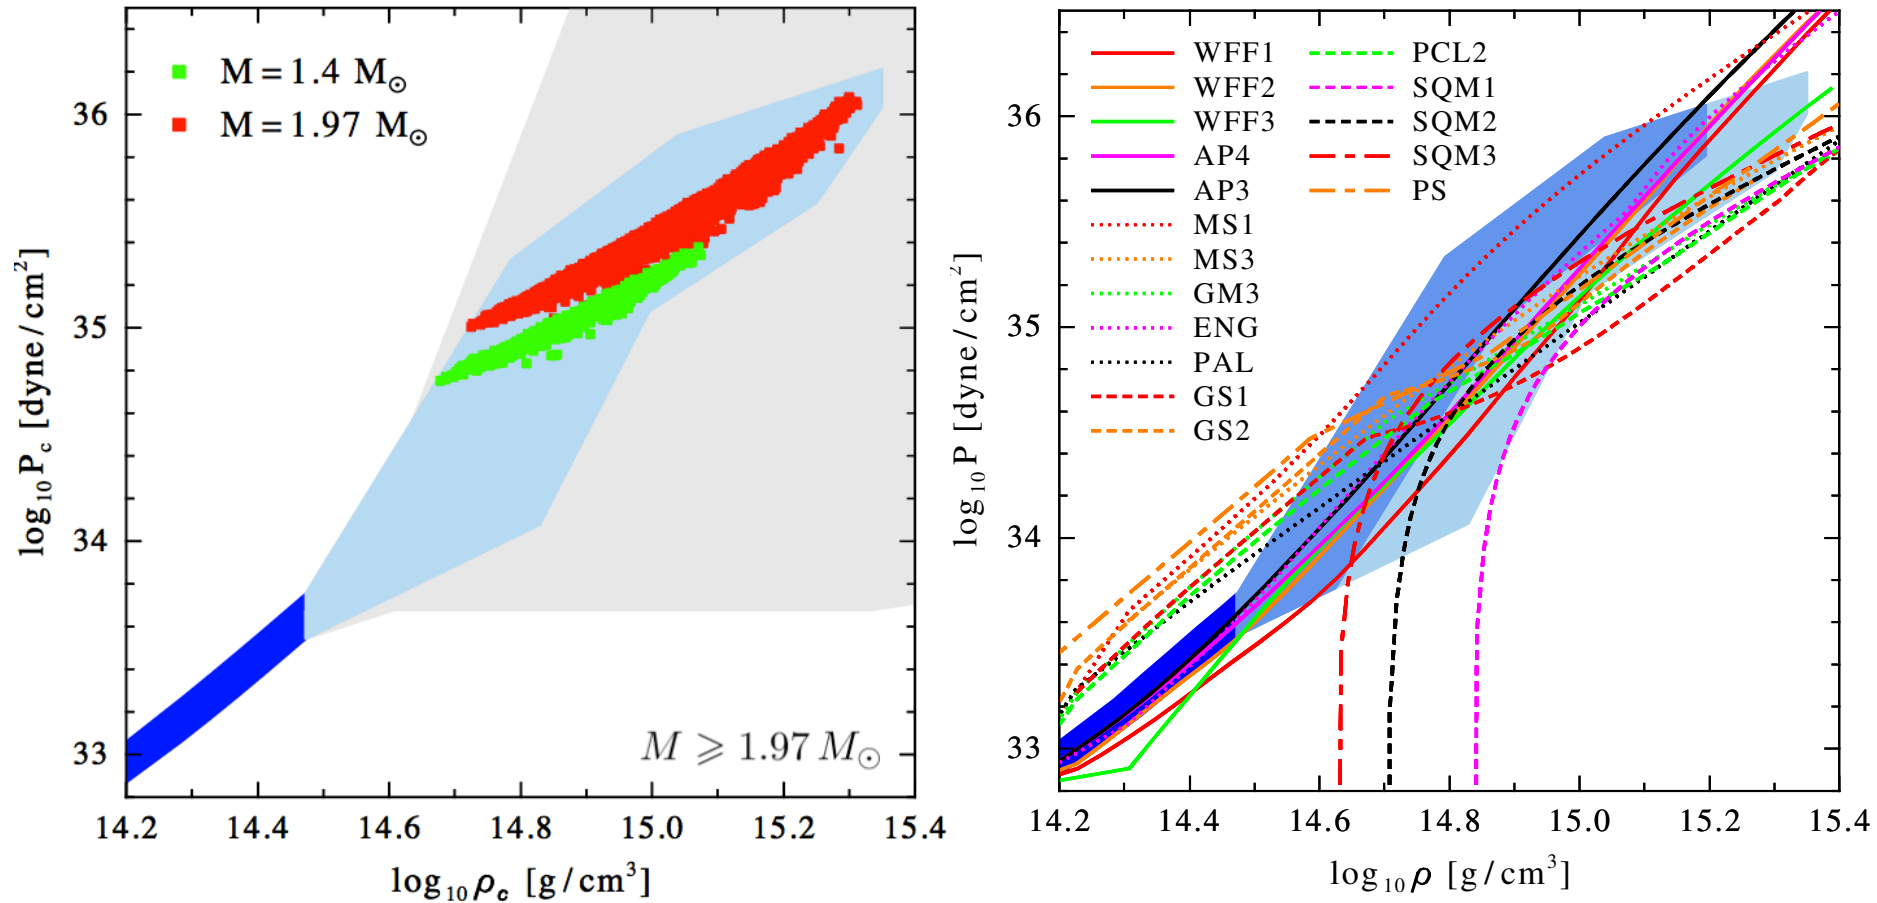 M = 1.4 M⊙
M = 1.97 M⊙
36
35
34
33
log₁₀ P_c [dyne/cm²]
M ⩾ 1.97 M⊙
14.2 14.4 14.6 14.8 15.0 15.2 15.4
log₁₀ ρ_c [g/cm³]
WFF1
WFF2
WFF3
AP4
AP3
MS1
MS3
GM3
ENG
PAL
GS1
GS2
PCL2
SQM1
SQM2
SQM3
PS
36
35
34
33
log₁₀ P [dyne/cm²]
14.2 14.4 14.6 14.8 15.0 15.2 15.4
log₁₀ ρ [g/cm³]